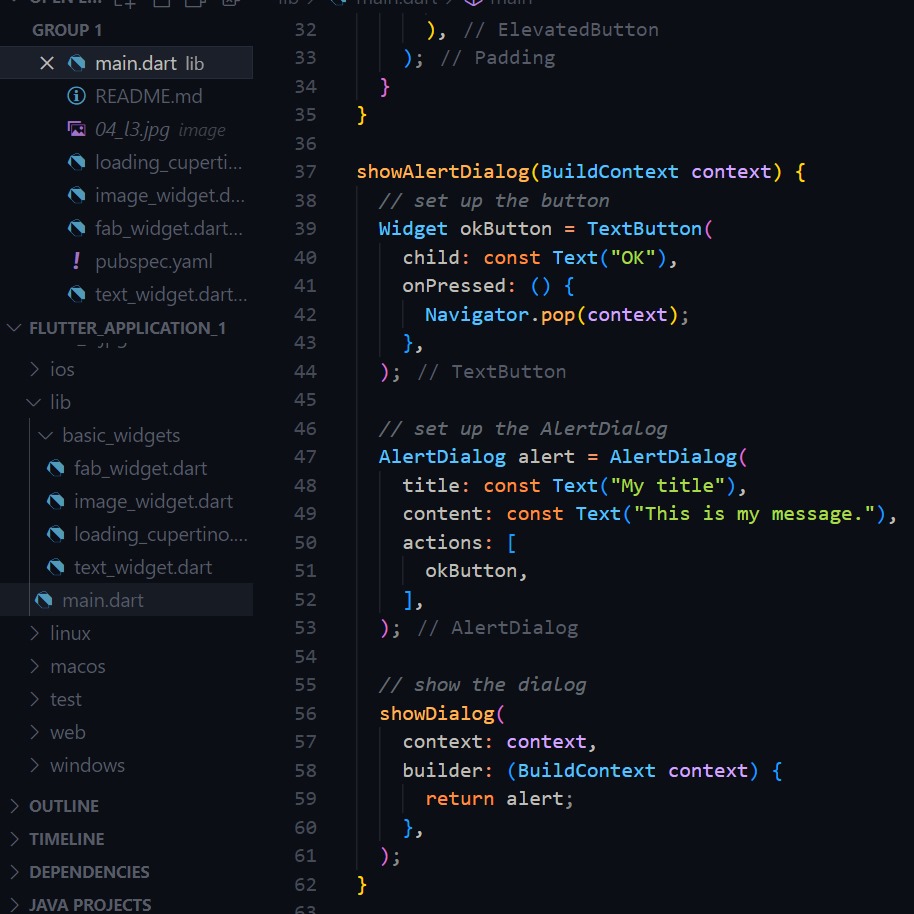 GROUP 1
main.dart lib
README.md
04_l3.jpg image
loading_cuperti...
image_widget.d...
fab_widget.dart...
pubspec.yaml
text_widget.dart...
FLUTTER_APPLICATION_1
ios
lib
basic_widgets
fab_widget.dart
image_widget.dart
loading_cupertino....
text_widget.dart
main.dart
linux
macos
test
web
windows
OUTLINE
TIMELINE
DEPENDENCIES
JAVA PROJECTS
32 ), // ElevatedButton
33 ); // Padding
34 }
35 }
36
37 showAlertDialog(BuildContext context) {
38 // set up the button
39 Widget okButton = TextButton(
40 child: const Text("OK"),
41 onPressed: () {
42 Navigator.pop(context);
43 },
44 ); // TextButton
45
46 // set up the AlertDialog
47 AlertDialog alert = AlertDialog(
48 title: const Text("My title"),
49 content: const Text("This is my message."),
50 actions: [
51 okButton,
52 ],
53 ); // AlertDialog
54
55 // show the dialog
56 showDialog(
57 context: context,
58 builder: (BuildContext context) {
59 return alert;
60 },
61 );
62 }
63